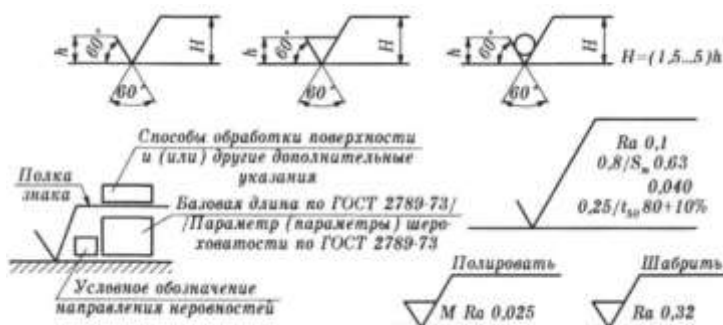 h 60° H
60°
h 60° H
60°
h 60° H
60°
H=(1,5...5)h
Способы обработки поверхности
и (или) другие дополнительные
указания
Полка
знака
Базовая длина по ГОСТ 2789-73/
/Параметр (параметры) шеро-
ховатости по ГОСТ 2789-73
Условное обозначение
направления неровностей
Ra 0,1
0,8/Sm 0,63
0,040
0,25/t50 80+10%
Полировать
M Ra 0,025
Шабрить
Ra 0,32